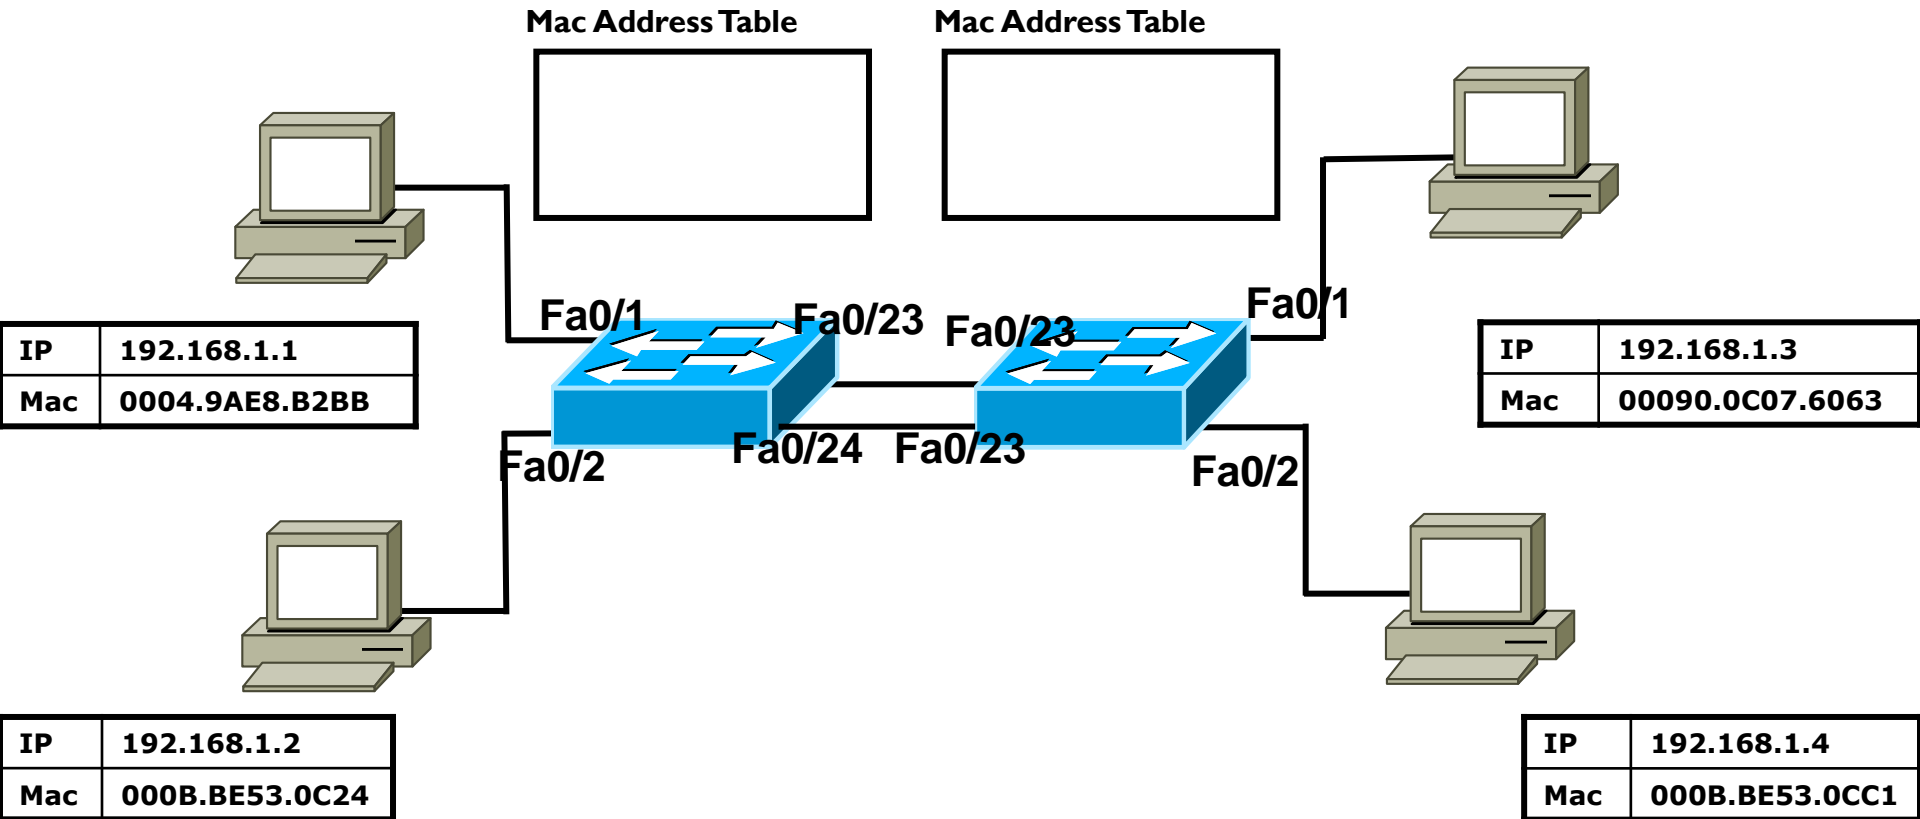 Mac Address Table
Mac Address Table
Fa0/1
Fa0/23
Fa0/23
Fa0/1
IP 192.168.1.1
Mac 0004.9AE8.B2BB
IP 192.168.1.3
Mac 00090.0C07.6063
Fa0/2
Fa0/24
Fa0/23
Fa0/2
IP 192.168.1.2
Mac 000B.BE53.0C24
IP 192.168.1.4
Mac 000B.BE53.0CC1